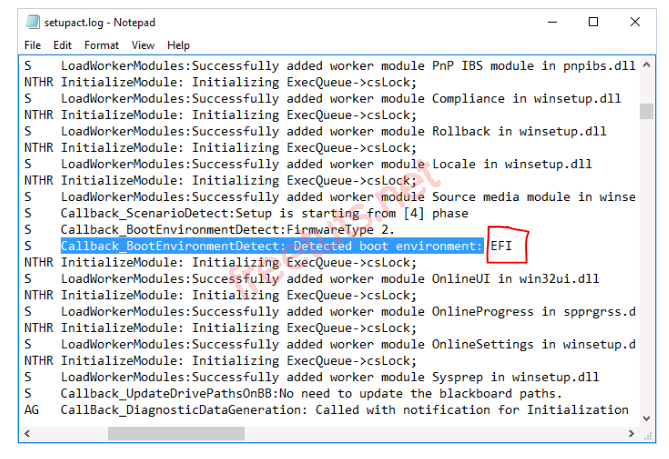 setupact.log - Notepad
File Edit Format View Help
S LoadWorkerModules:Successfully added worker module PnP IBS module in pnpibs.dll
NTHR InitializeModule: Initializing ExecQueue->csLock;
S LoadWorkerModules:Successfully added worker module Compliance in winsetup.dll
NTHR InitializeModule: Initializing ExecQueue->csLock;
S LoadWorkerModules:Successfully added worker module Rollback in winsetup.dll
NTHR InitializeModule: Initializing ExecQueue->csLock;
S LoadWorkerModules:Successfully added worker module Locale in winsetup.dll
NTHR InitializeModule: Initializing ExecQueue->csLock;
S LoadWorkerModules:Successfully added worker module Source media module in winse
S Callback_ScenarioDetect:Setup is starting from [4] phase
S Callback_BootEnvironmentDetect:FirmwareType 2.
S Callback_BootEnvironmentDetect: Detected boot environment: EFI
NTHR InitializeModule: Initializing ExecQueue->csLock;
S LoadWorkerModules:Successfully added worker module OnlineUI in win32ui.dll
NTHR InitializeModule: Initializing ExecQueue->csLock;
S LoadWorkerModules:Successfully added worker module OnlineProgress in spprgrss.d
NTHR InitializeModule: Initializing ExecQueue->csLock;
S LoadWorkerModules:Successfully added worker module OnlineSettings in winsetup.d
NTHR InitializeModule: Initializing ExecQueue->csLock;
S LoadWorkerModules:Successfully added worker module Sysprep in winsetup.dll
S Callback_UpdateDrivePathsOnBB:No need to update the blackboard paths.
AG CallBack_DiagnosticDataGeneration: Called with notification for Initialization
freetuts.net